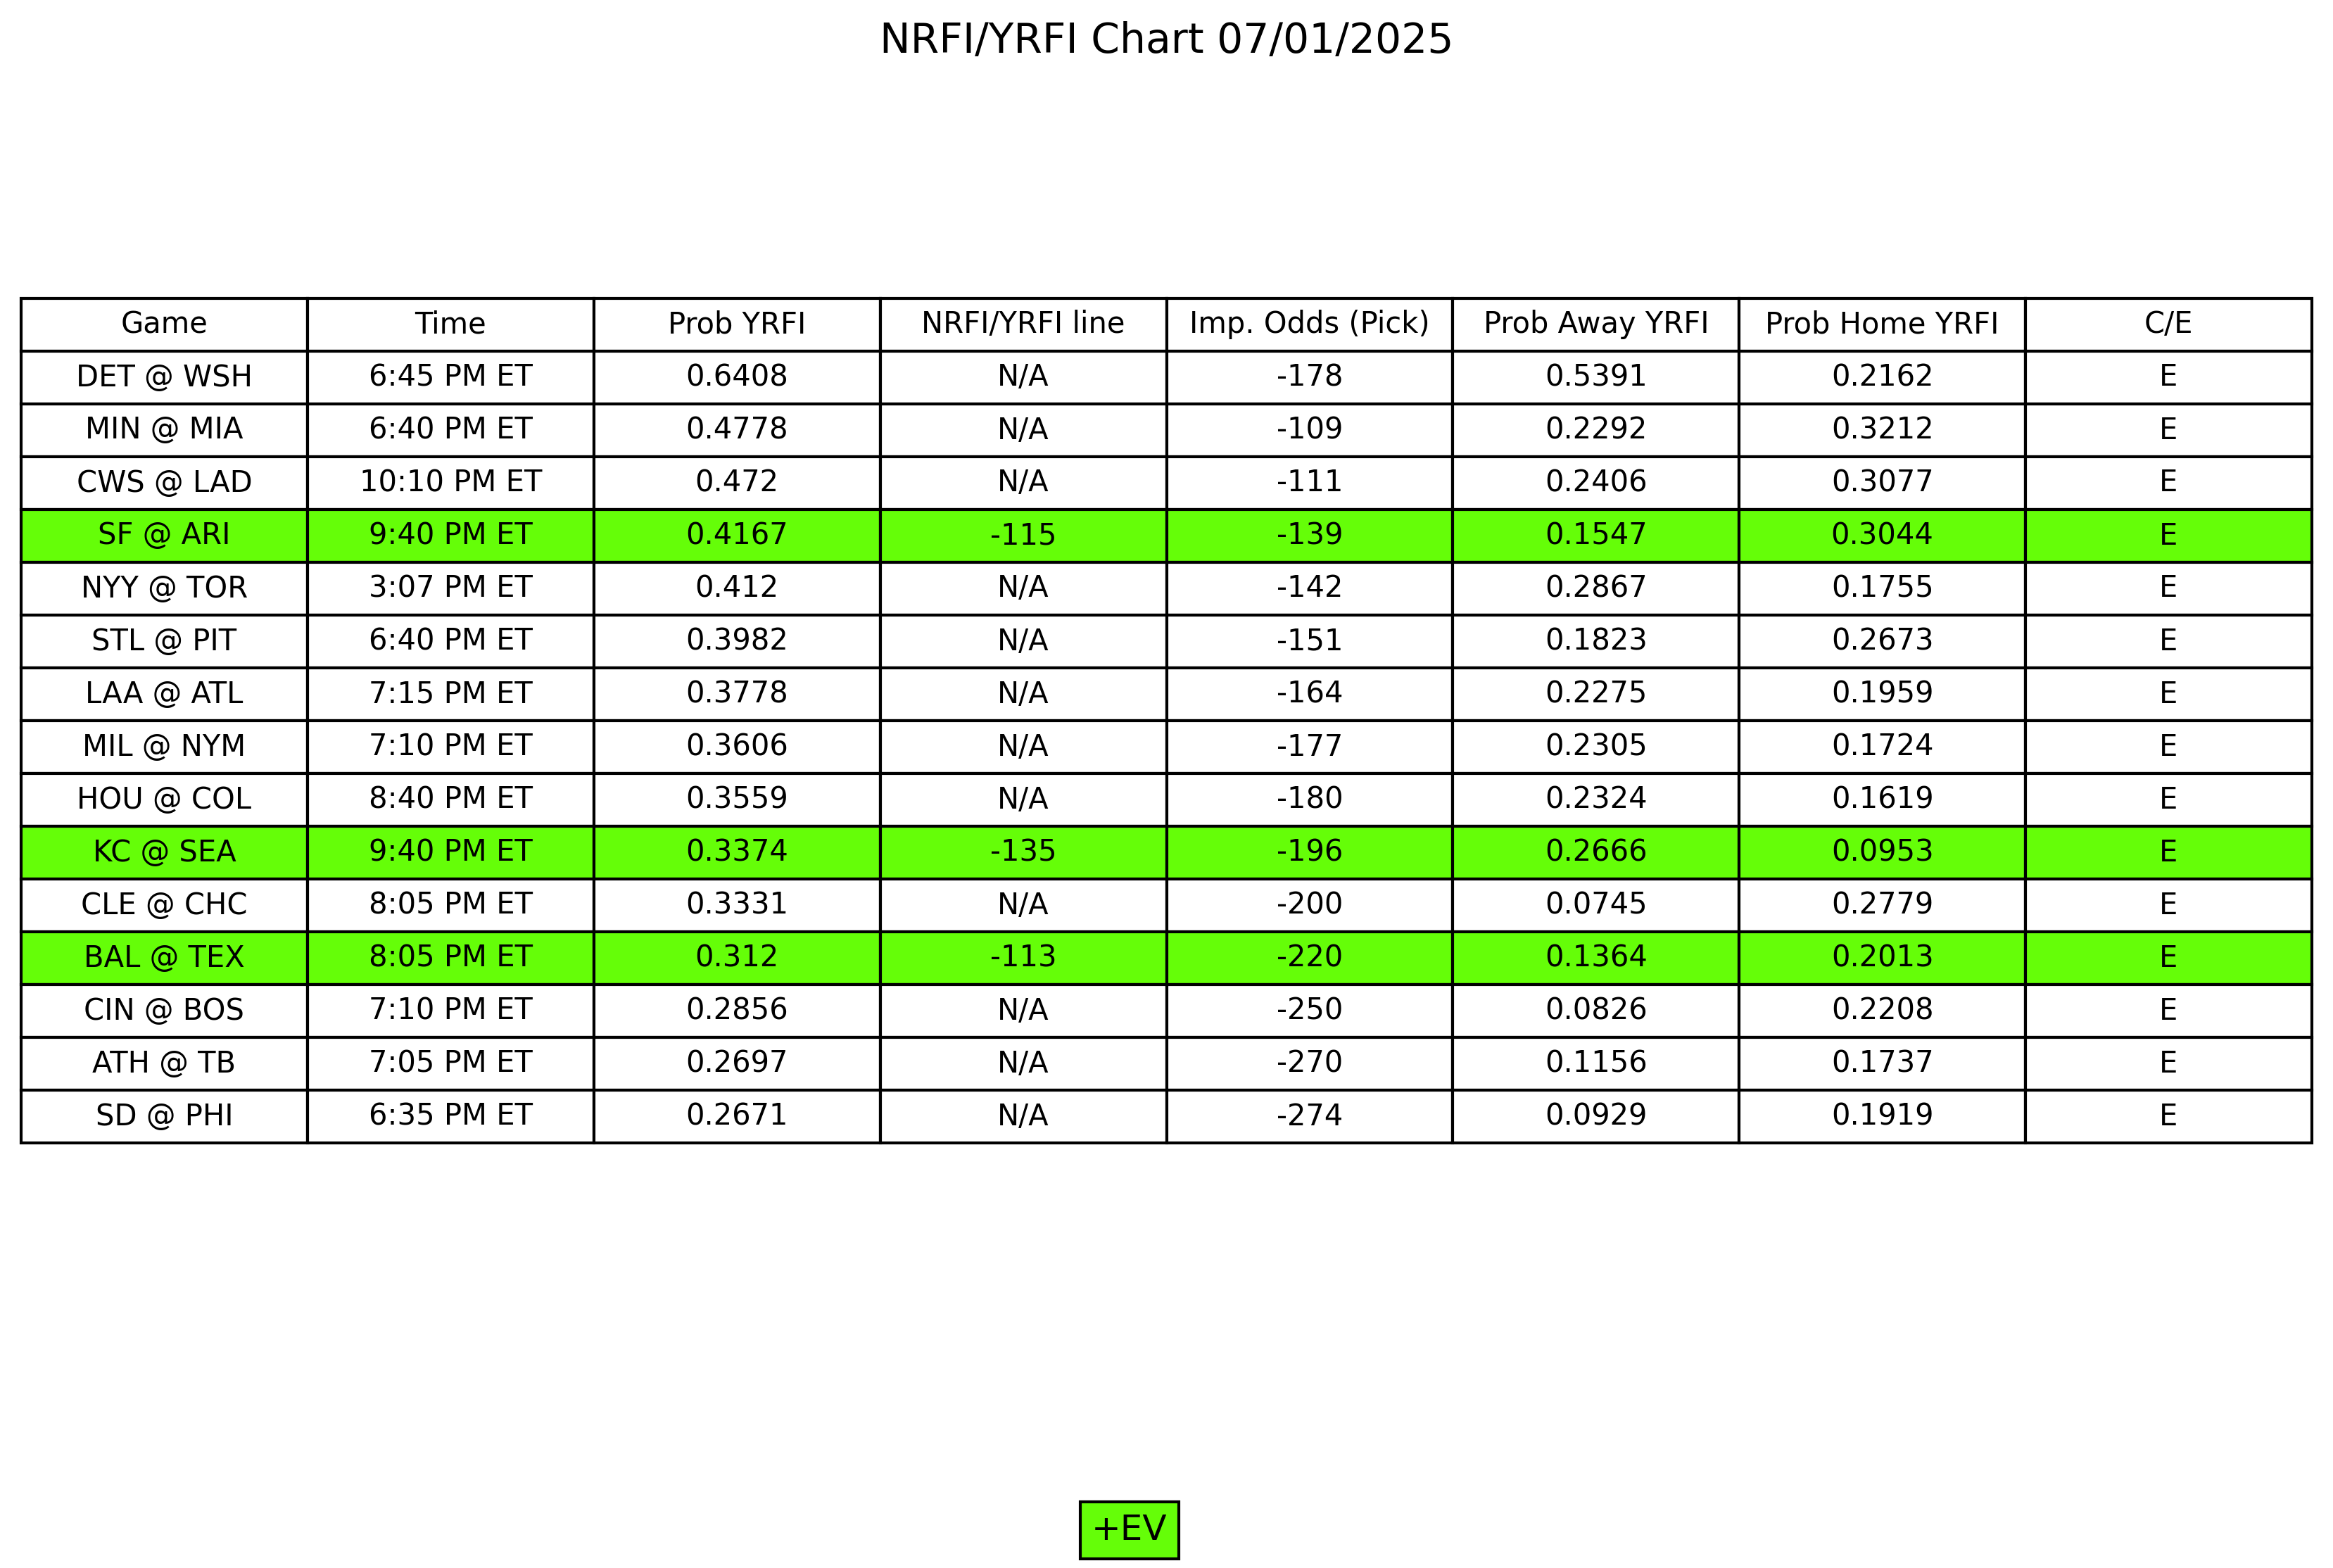 NRFI/YRFI Chart 07/01/2025
Game Time Prob YRFI NRFI/YRFI line Imp. Odds (Pick) Prob Away YRFI Prob Home YRFI C/E
DET @ WSH 6:45 PM ET 0.6408 N/A -178 0.5391 0.2162 E
MIN @ MIA 6:40 PM ET 0.4778 N/A -109 0.2292 0.3212 E
CWS @ LAD 10:10 PM ET 0.472 N/A -111 0.2406 0.3077 E
SF @ ARI 9:40 PM ET 0.4167 -115 -139 0.1547 0.3044 E
NYY @ TOR 3:07 PM ET 0.412 N/A -142 0.2867 0.1755 E
STL @ PIT 6:40 PM ET 0.3982 N/A -151 0.1823 0.2673 E
LAA @ ATL 7:15 PM ET 0.3778 N/A -164 0.2275 0.1959 E
MIL @ NYM 7:10 PM ET 0.3606 N/A -177 0.2305 0.1724 E
HOU @ COL 8:40 PM ET 0.3559 N/A -180 0.2324 0.1619 E
KC @ SEA 9:40 PM ET 0.3374 -135 -196 0.2666 0.0953 E
CLE @ CHC 8:05 PM ET 0.3331 N/A -200 0.0745 0.2779 E
BAL @ TEX 8:05 PM ET 0.312 -113 -220 0.1364 0.2013 E
CIN @ BOS 7:10 PM ET 0.2856 N/A -250 0.0826 0.2208 E
ATH @ TB 7:05 PM ET 0.2697 N/A -270 0.1156 0.1737 E
SD @ PHI 6:35 PM ET 0.2671 N/A -274 0.0929 0.1919 E
+EV